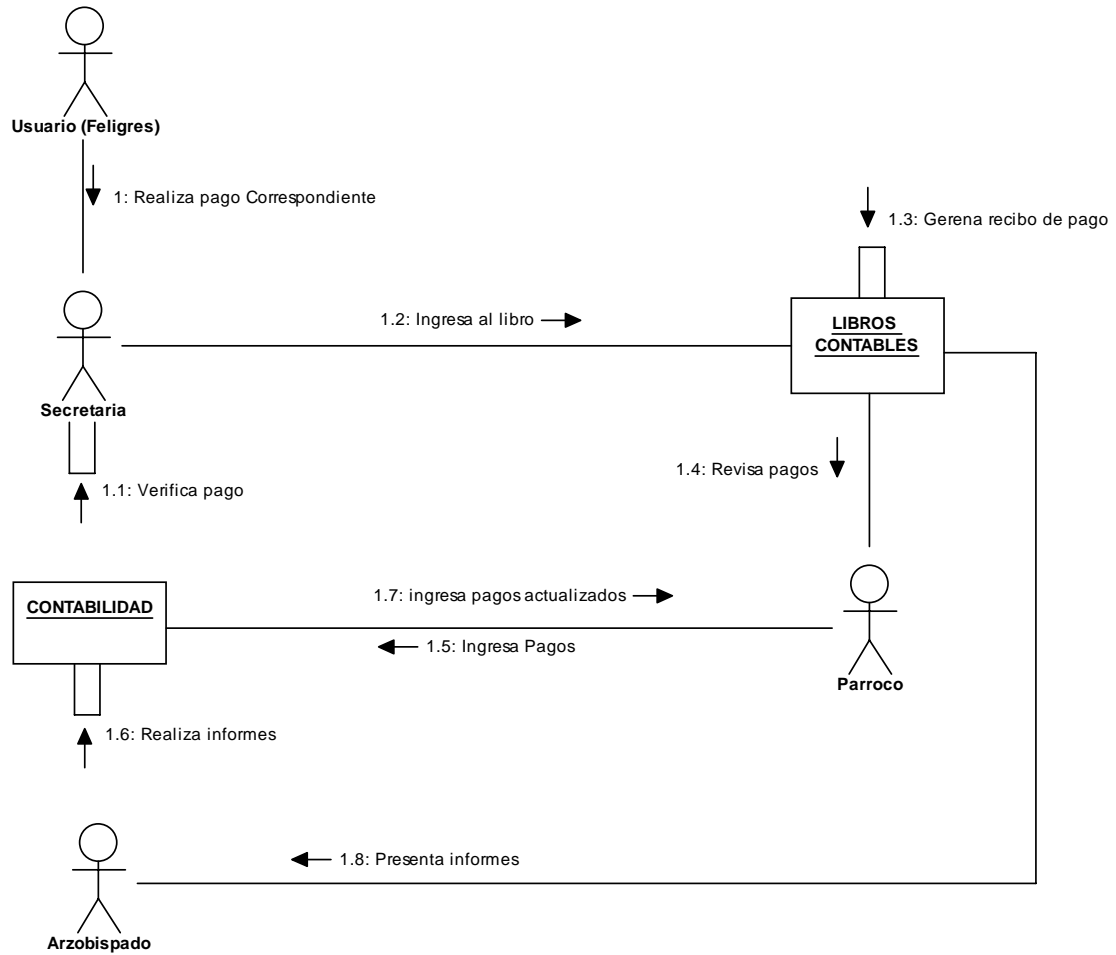 Usuario (Feligres)
1: Realiza pago Correspondiente
1.3: Gerena recibo de pago
1.2: Ingresa al libro
LIBROS
CONTABLES
Secretaria
1.4: Revisa pagos
1.1: Verifica pago
CONTABILIDAD
1.7: ingresa pagos actualizados
1.5: Ingresa Pagos
Parroco
1.6: Realiza informes
1.8: Presenta informes
Arzobispado